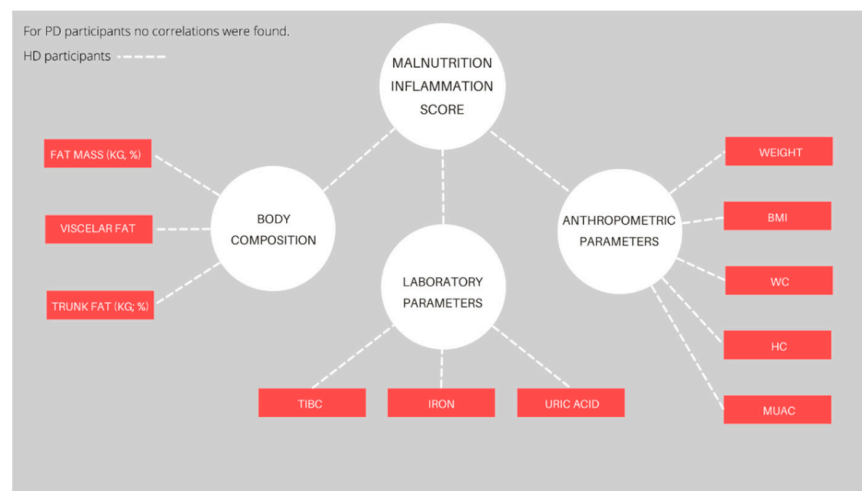 For PD participants no correlations were found.
HD participants
MALNUTRITION
INFLAMMATION
SCORE
FAT MASS (KG, %)
VISCELAR FAT
TRUNK FAT (KG; %)
BODY
COMPOSITION
LABORATORY
PARAMETERS
ANTHROPOMETRIC
PARAMETERS
WEIGHT
BMI
WC
HC
MUAC
TIBC
IRON
URIC ACID